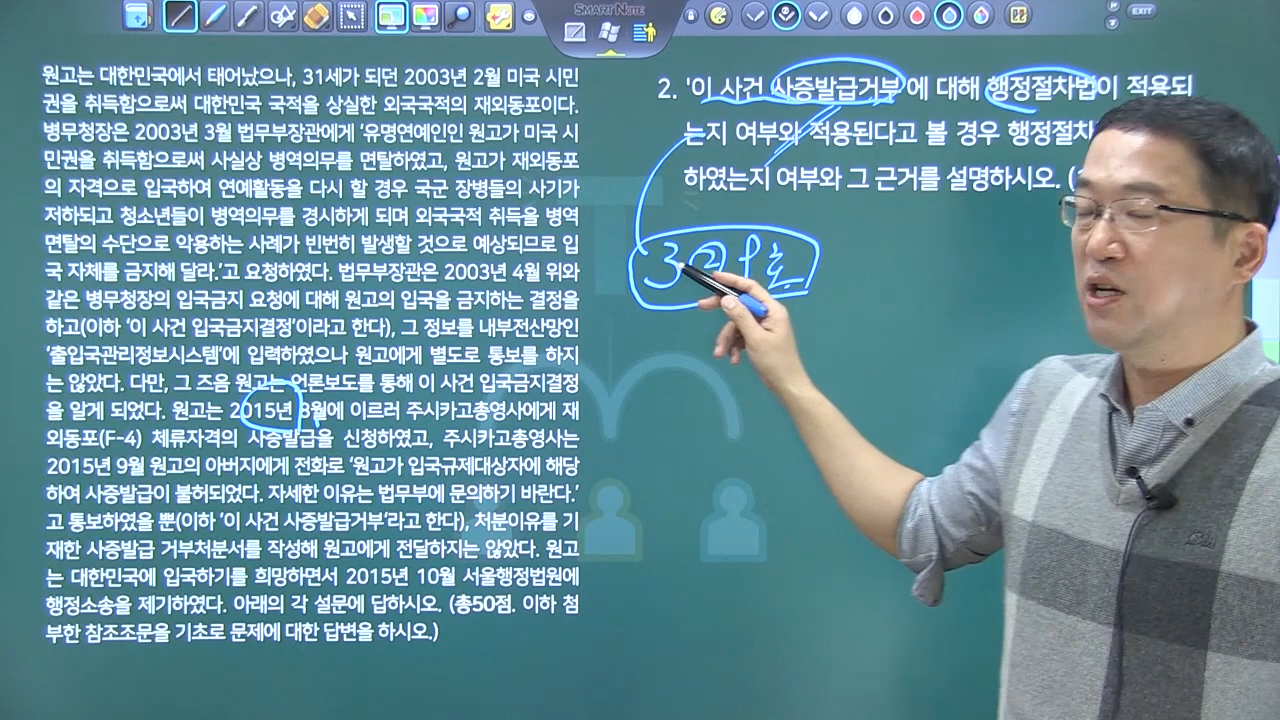 SMART NOTE
EXIT
원고는 대한민국에서 태어났으나, 31세가 되던 2003년 2월 미국 시민
권을 취득함으로써 대한민국 국적을 상실한 외국국적의 재외동포이다.
병무청장은 2003년 3월 법무부장관에게 ‘유명연예인인 원고가 미국 시
민권을 취득함으로써 사실상 병역의무를 면탈하였고, 원고가 재외동포
의 자격으로 입국하여 연예활동을 다시 할 경우 국군 장병들의 사기가
저하되고 청소년들이 병역의무를 경시하게 되며 외국국적 취득을 병역
면탈의 수단으로 악용하는 사례가 빈번히 발생할 것으로 예상되므로 입
국 자체를 금지해 달라.’고 요청하였다. 법무부장관은 2003년 4월 위와
같은 병무청장의 입국금지 요청에 대해 원고의 입국을 금지하는 결정을
하고(이하 ‘이 사건 입국금지결정’이라고 한다), 그 정보를 내부전산망인
‘출입국관리정보시스템’에 입력하였으나 원고에게 별도로 통보를 하지
는 않았다. 다만, 그 즈음 원고는 언론보도를 통해 이 사건 입국금지결정
을 알게 되었다. 원고는 2015년 8월에 이르러 주시카고총영사에게 재
외동포(F-4) 체류자격의 사증발급을 신청하였고, 주시카고총영사는
2015년 9월 원고의 아버지에게 전화로 ‘원고가 입국규제대상자에 해당
하여 사증발급이 불허되었다. 자세한 이유는 법무부에 문의하기 바란다.’
고 통보하였을 뿐(이하 ‘이 사건 사증발급거부’라고 한다), 처분이유를 기
재한 사증발급 거부처분서를 작성해 원고에게 전달하지는 않았다. 원고
는 대한민국에 입국하기를 희망하면서 2015년 10월 서울행정법원에
행정소송을 제기하였다. 아래의 각 설문에 답하시오. (총50점. 이하 첨
부한 참조조문을 기초로 문제에 대한 답변을 하시오.)
2. ‘이 사건 사증발급거부’에 대해 행정절차법이 적용되
는지 여부와 적용된다고 볼 경우 행정절차
하였는지 여부와 그 근거를 설명하시오.